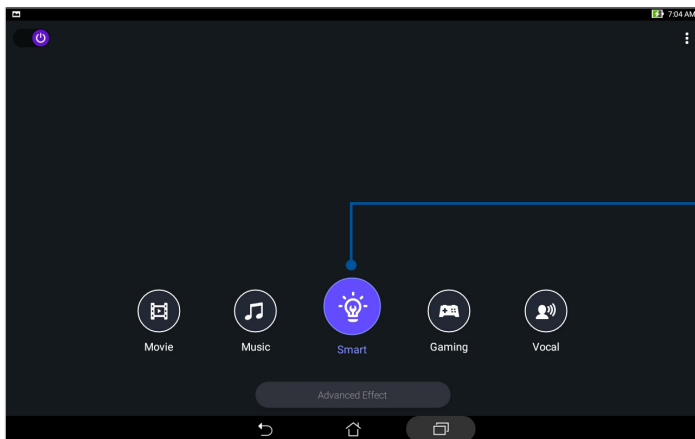 7:04 AM
Movie
Music
Smart
Gaming
Vocal
Advanced Effect